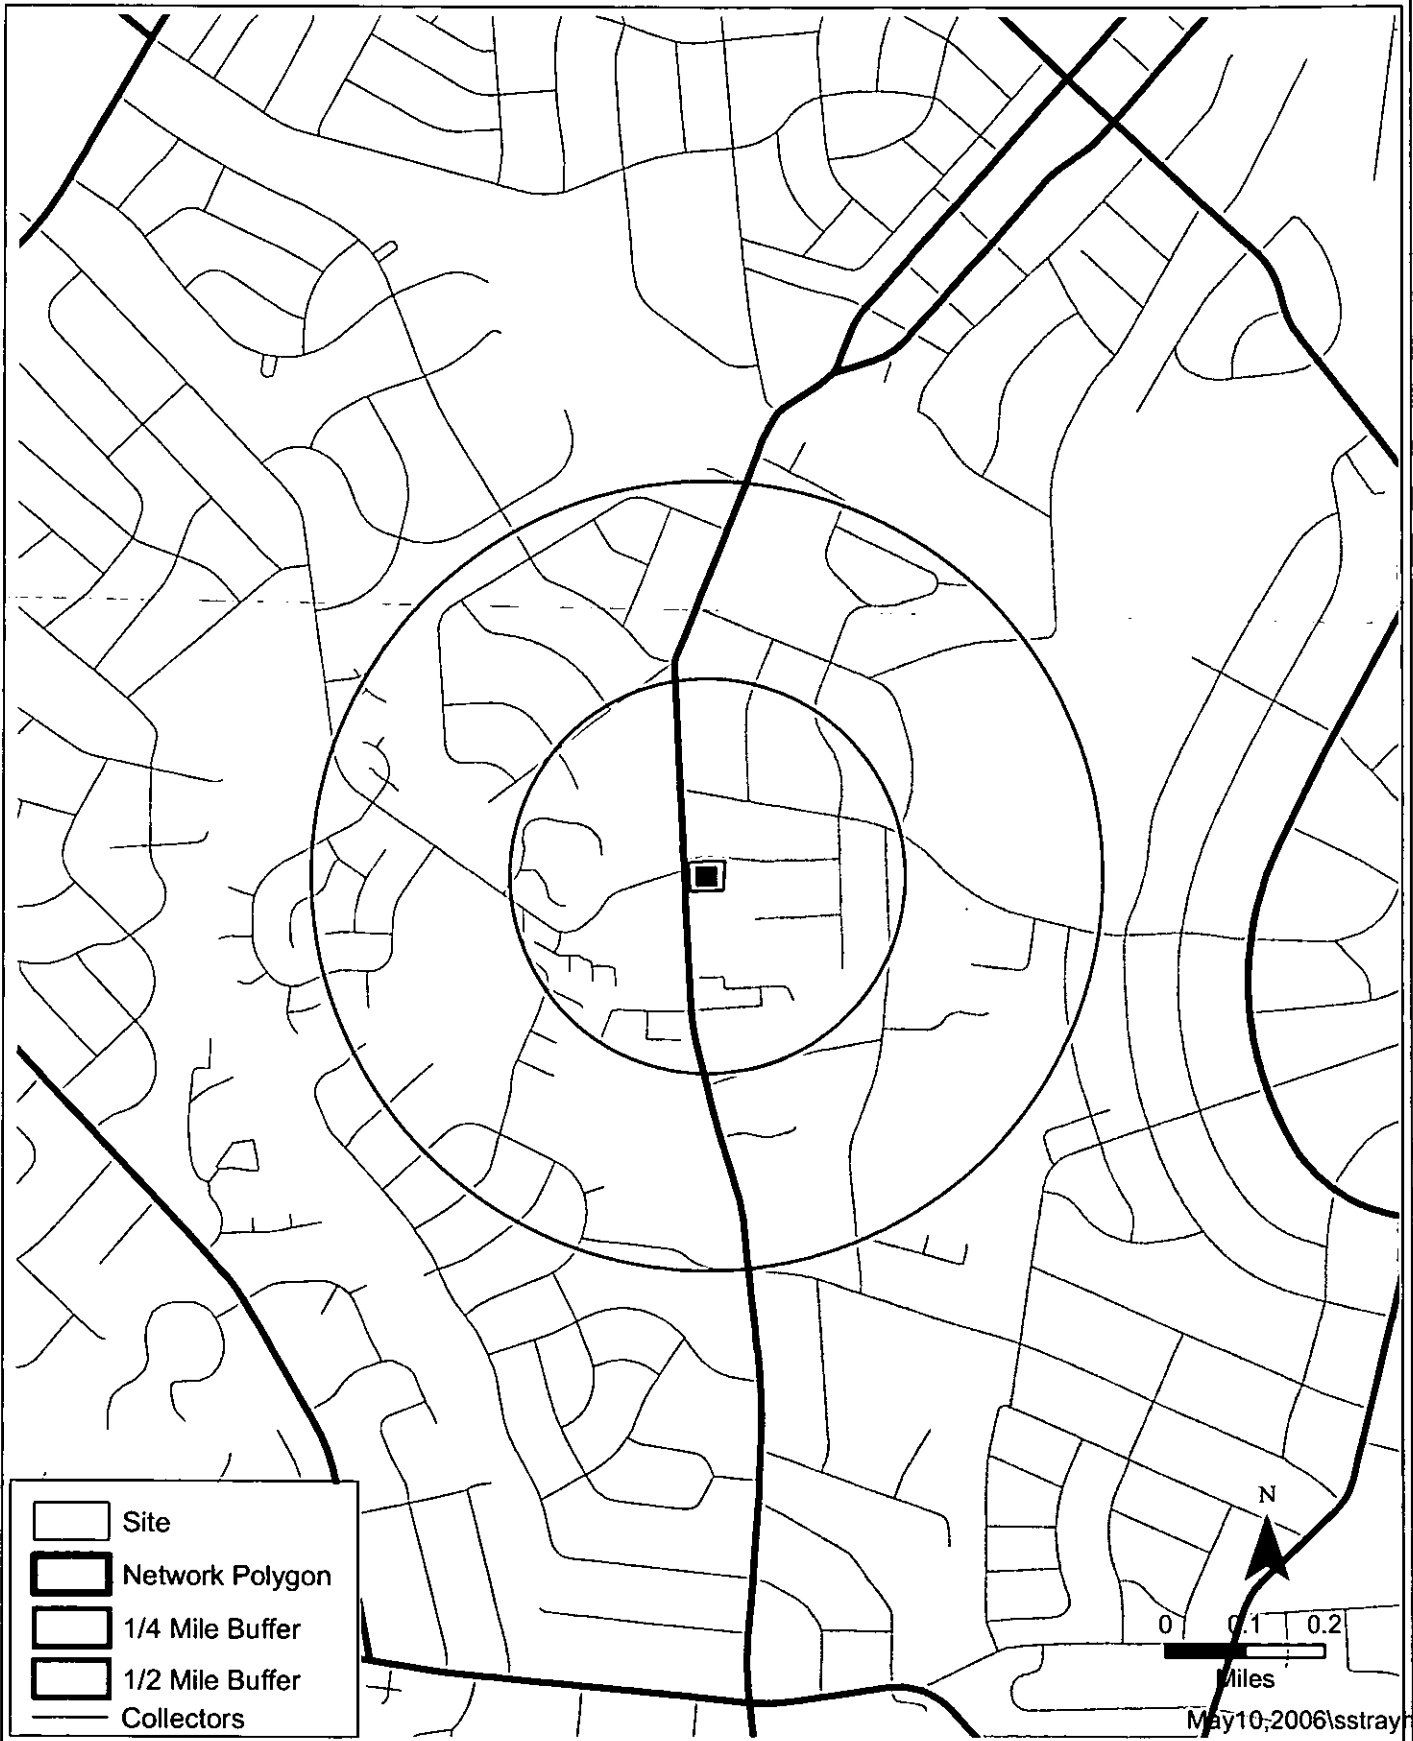 Site
Network Polygon
1/4 Mile Buffer
1/2 Mile Buffer
Collectors
N
0 0.1 0.2
Miles
May10,2006\sstrayh